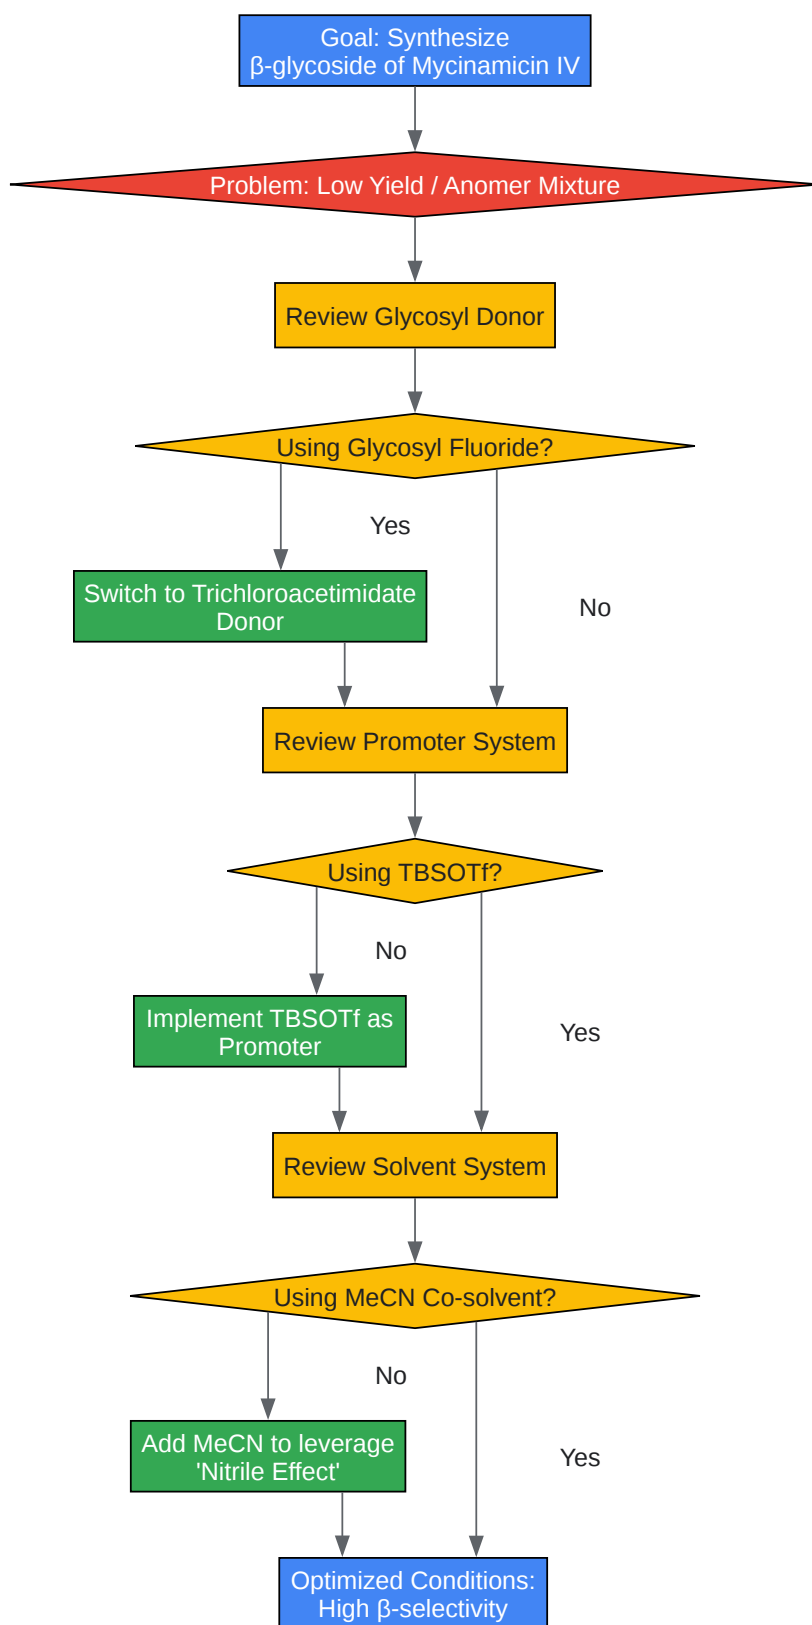 Goal: Synthesize
β-glycoside of Mycinamicin IV
Problem: Low Yield / Anomer Mixture
Review Glycosyl Donor
Using Glycosyl Fluoride?
Yes
Switch to Trichloroacetimidate
Donor
No
Review Promoter System
Using TBSOTf?
No
Implement TBSOTf as
Promoter
Yes
Review Solvent System
Using MeCN Co-solvent?
No
Add MeCN to leverage
'Nitrile Effect'
Yes
Optimized Conditions:
High β-selectivity